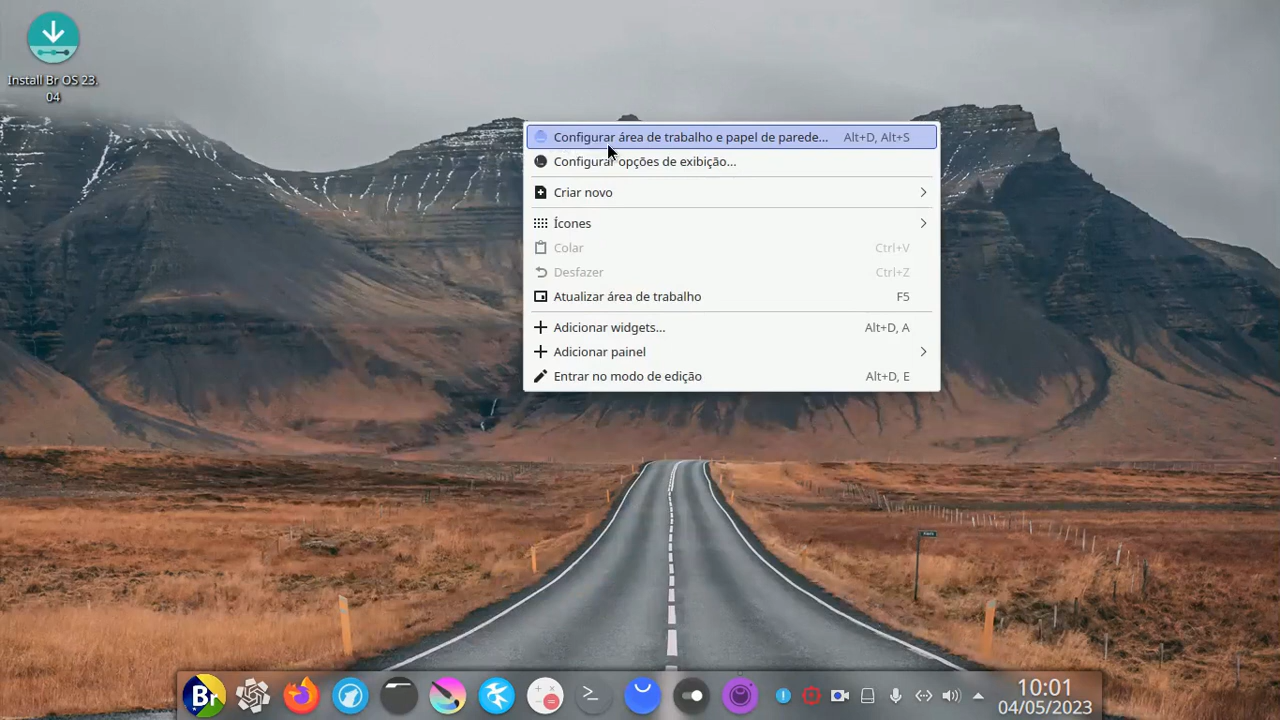 Install Br OS 23.
04
Configurar área de trabalho e papel de parede... Alt+D, Alt+S
Configurar opções de exibição...
Criar novo
Ícones
Colar Ctrl+V
Desfazer Ctrl+Z
Atualizar área de trabalho F5
Adicionar widgets... Alt+D, A
Adicionar painel
Entrar no modo de edição Alt+D, E
Br
10:01
04/05/2023